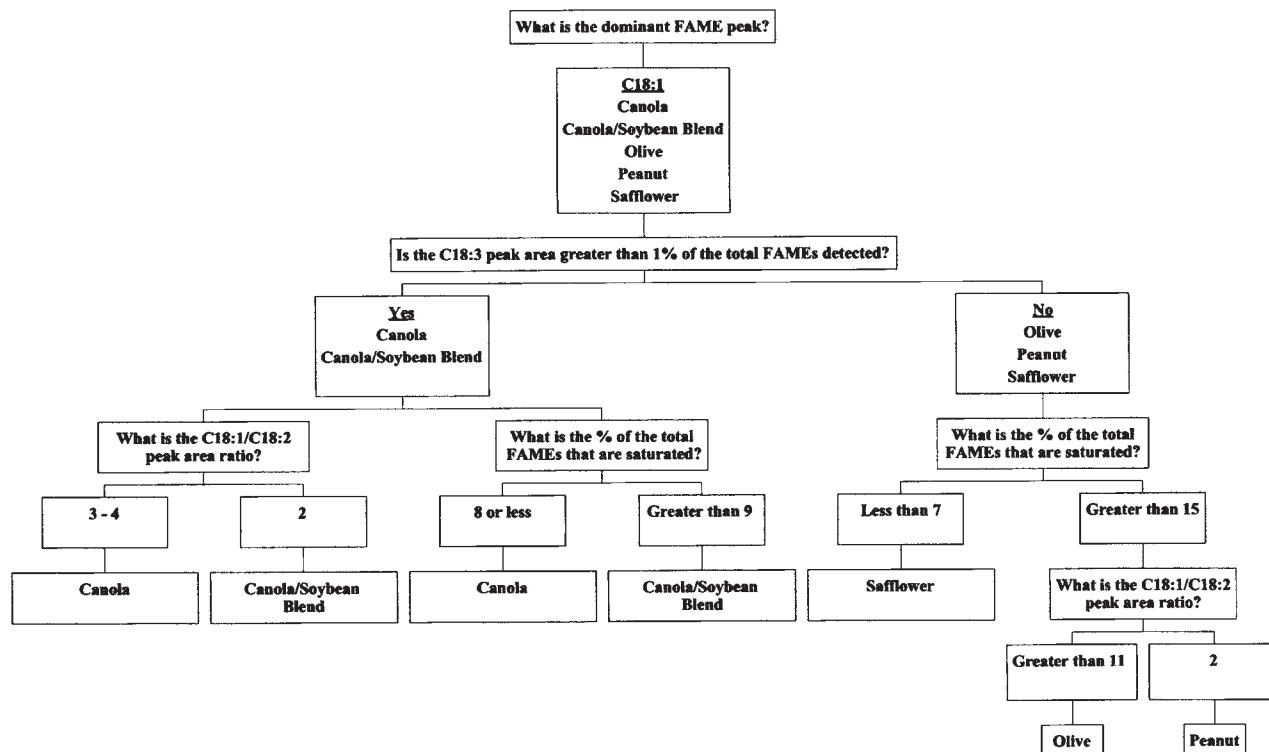 What is the dominant FAME peak?
C18:1
Canola
Canola/Soybean Blend
Olive
Peanut
Safflower
Is the C18:3 peak area greater than 1% of the total FAMEs detected?
Yes
Canola
Canola/Soybean Blend
No
Olive
Peanut
Safflower
What is the C18:1/C18:2
peak area ratio?
What is the % of the total
FAMEs that are saturated?
What is the % of the total
FAMEs that are saturated?
3 - 4
2
8 or less
Greater than 9
Less than 7
Greater than 15
Canola
Canola/Soybean
Blend
Canola
Canola/Soybean
Blend
Safflower
What is the C18:1/C18:2
peak area ratio?
Greater than 11
2
Olive
Peanut